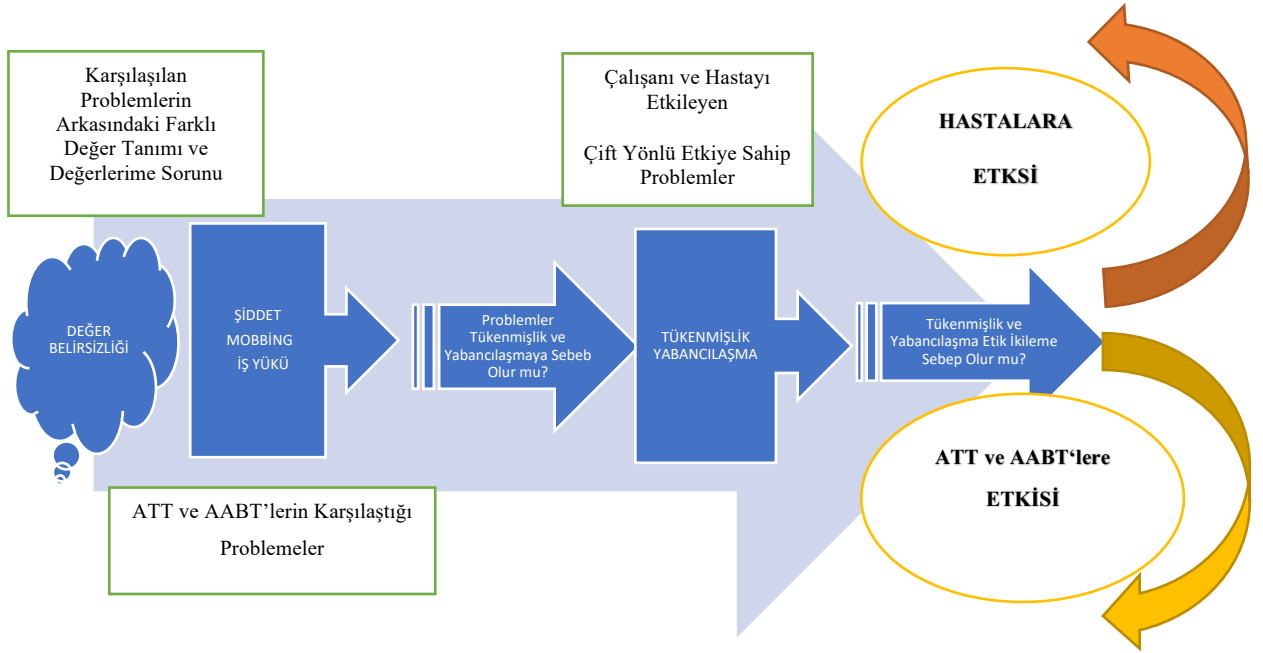 Karşılaşılan
Problemlerin
Arkasındaki Farklı
Değer Tanımı ve
Değerlerime Sorunu
Çalışanı ve Hastayı
Etkileyen
Çift Yönlü Etkiye Sahip
Problemler
HASTALARA
ETKSİ
DEĞER
BELİRSİZLİĞİ
ŞİDDET
MOBBİNG
İŞ YÜKÜ
Problemler
Tükenmişlik ve
Yabancılaşmaya Sebeb
Olur mu?
TÜKENMİŞLİK
YABANCILAŞMA
Tükenmişlik ve
Yabancılaşma Etik İkileme
Sebep Olur mu?
ATT ve AABT‘lere
ETKİSİ
ATT ve AABT’lerin Karşılaştığı
Problemeler